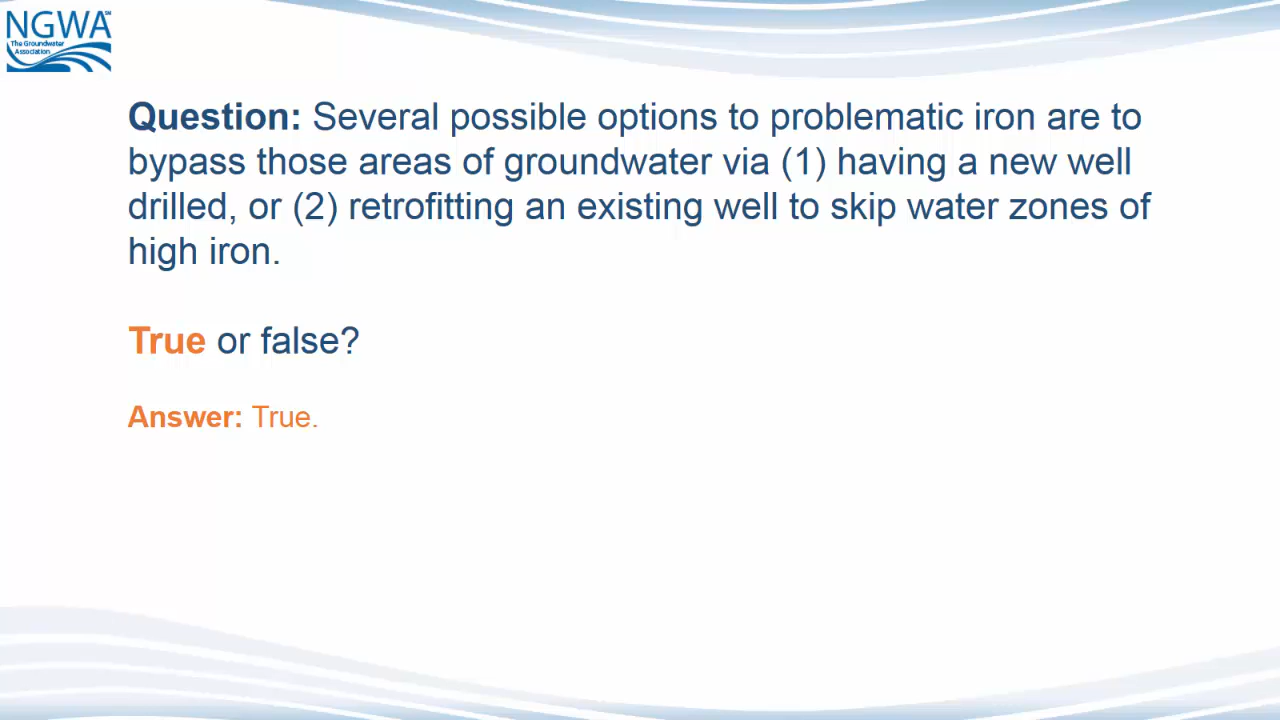 NGWA℠
The Groundwater
Association
Question: Several possible options to problematic iron are to
bypass those areas of groundwater via (1) having a new well
drilled, or (2) retrofitting an existing well to skip water zones of
high iron.
True or false?
Answer: True.